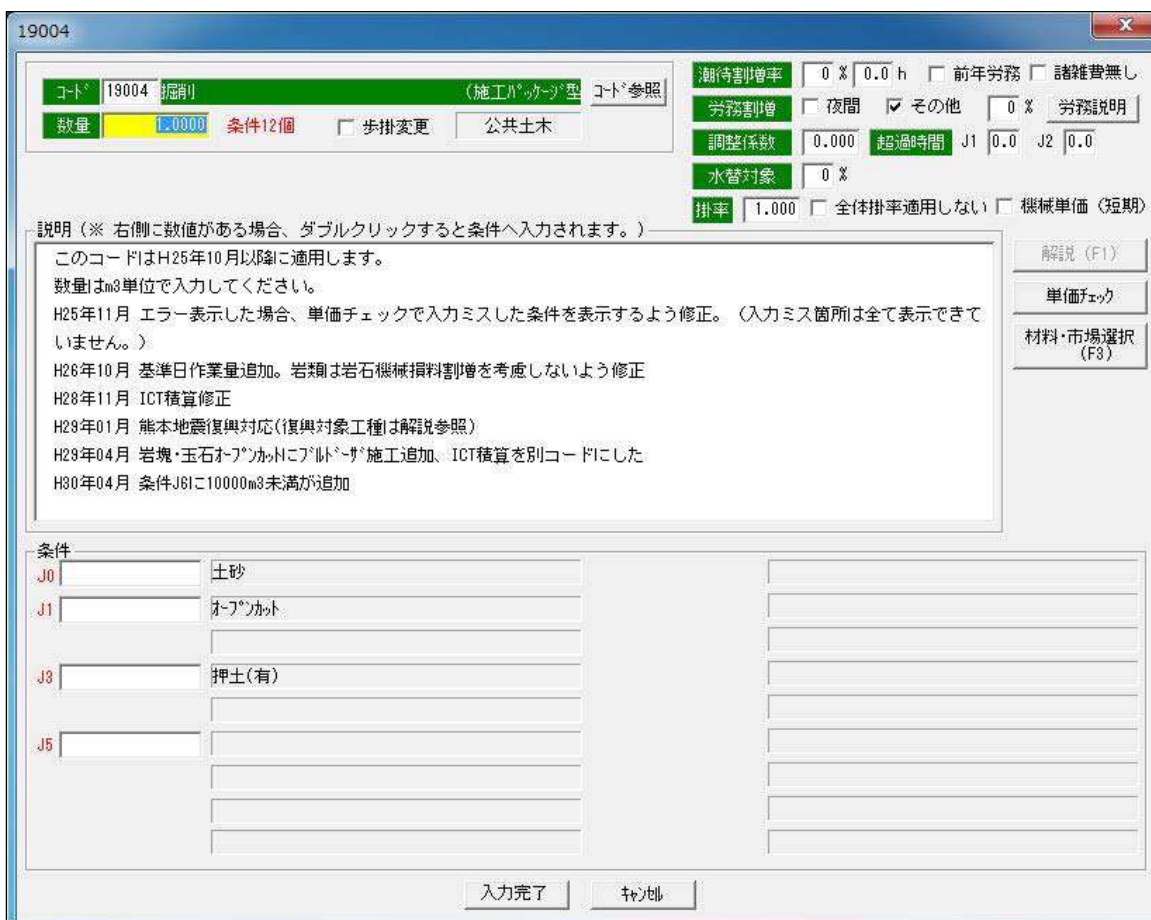 19004
コード 19004 掘削 (施工パッケージ型 コード参照
数量 1.0000 条件12個 歩掛変更 公共土木
潮待割増率 0 % 0.0 h 前年労務 諸雑費無し
労務割増 夜間 その他 0 % 労務説明
調整係数 0.000 超過時間 J1 0.0 J2 0.0
水替対象 0 %
掛率 1.000 全体掛率適用しない 機械単価 (短期)
説明(※ 右側に数値がある場合、ダブルクリックすると条件へ入力されます。)
このコードはH25年10月以降に適用します。
数量はm3単位で入力してください。
H25年11月 エラー表示した場合、単価チェックで入力ミスした条件を表示するよう修正。 (入力ミス箇所は全て表示できて
いません。)
H26年10月 基準日作業量追加。岩類は岩石機械損料割増を考慮しないよう修正
H28年11月 ICT積算修正
H29年01月 熊本地震復興対応(復興対象工種は解説参照)
H29年04月 岩塊・玉石オープンカットにブルドーザ施工追加、ICT積算を別コードにした
H30年04月 条件J6に10000m3未満が追加
解説 (F1)
単価チェック
材料・市場選択
(F3)
条件
J0 土砂
J1 オープンカット
J3 押土(有)
J5
入力完了 キャンセル